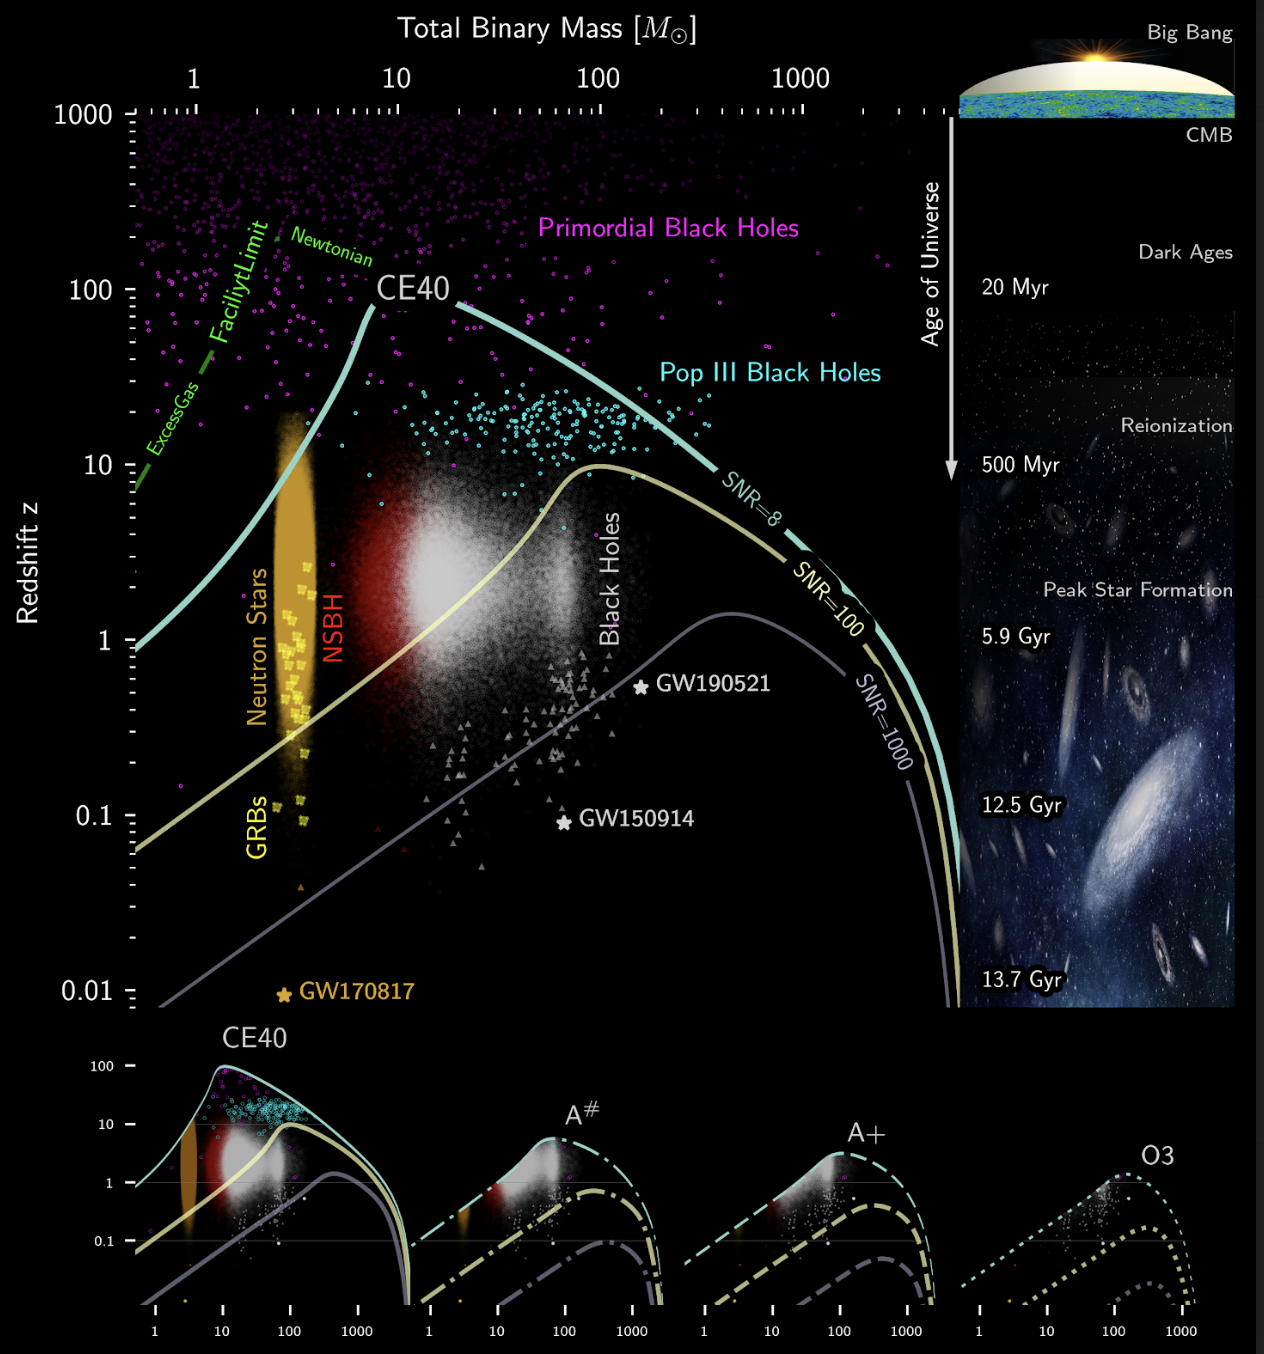 Total Binary Mass [M⊙]
1 10 100 1000
Big Bang
1000
CMB
Primordial Black Holes
Newtonian
FaciliytLimit
Age of Universe
Dark Ages
100
CE40
20 Myr
ExcessGas
Pop III Black Holes
Reionization
10
SNR=8
500 Myr
Redshift z
Neutron Stars
NSBH
Black Holes
SNR=100
Peak Star Formation
1
5.9 Gyr
GW190521
SNR=1000
0.1
GRBs
GW150914
12.5 Gyr
0.01
GW170817
13.7 Gyr
CE40
A#
A+
O3
100
10
1
0.1
1 10 100 1000
1 10 100 1000
1 10 100 1000
1 10 100 1000